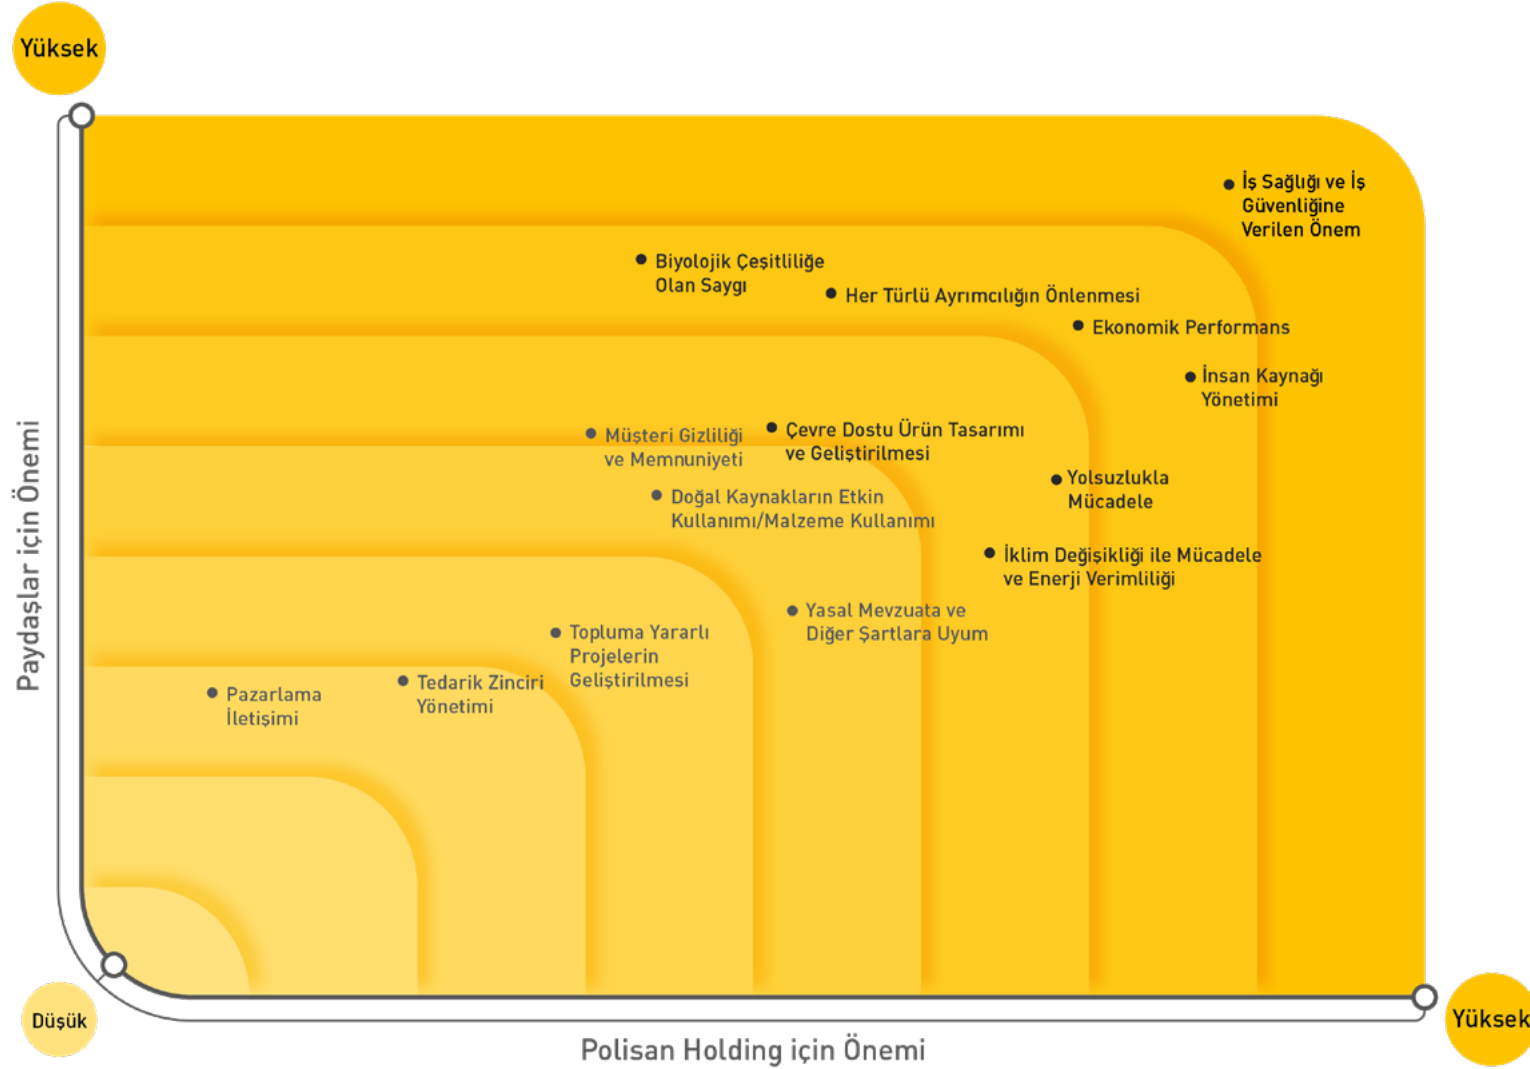 Yüksek
İş Sağlığı ve İş
Güvenliğine
Verilen Önem
Biyolojik Çeşitliliğe
Olan Saygı
Her Türlü Ayrımcılığın Önlenmesi
Ekonomik Performans
İnsan Kaynağı
Yönetimi
Müşteri Gizliliği
ve Memnuniyeti
Çevre Dostu Ürün Tasarımı
ve Geliştirilmesi
Yolsuzlukla
Mücadele
Doğal Kaynakların Etkin
Kullanımı/Malzeme Kullanımı
İklim Değişikliği ile Mücadele
ve Enerji Verimliliği
Yasal Mevzuata ve
Diğer Şartlara Uyum
Topluma Yararlı
Projelerin
Geliştirilmesi
Tedarik Zinciri
Yönetimi
Pazarlama
İletişimi
Paydaşlar için Önemi
Düşük
Polisan Holding için Önemi
Yüksek